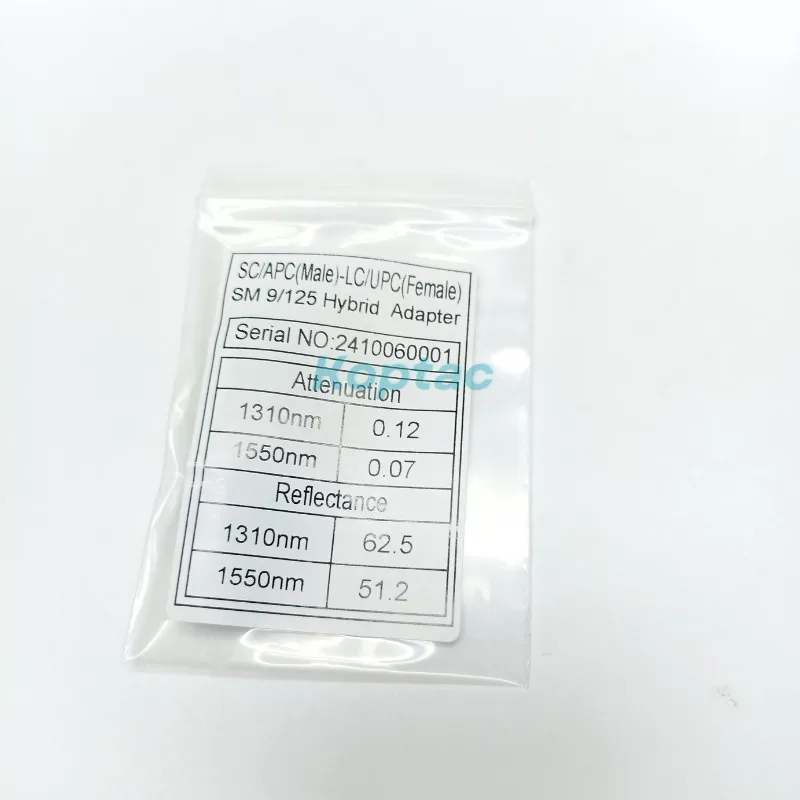 SC/APC(Male)-LC/UPC(Female)
SM 9/125 Hybrid Adapter
Serial NO:2410060001
Koptac
Attenuation
1310nm 0.12
1550nm 0.07
Reflectance
1310nm 62.5
1550nm 51.2